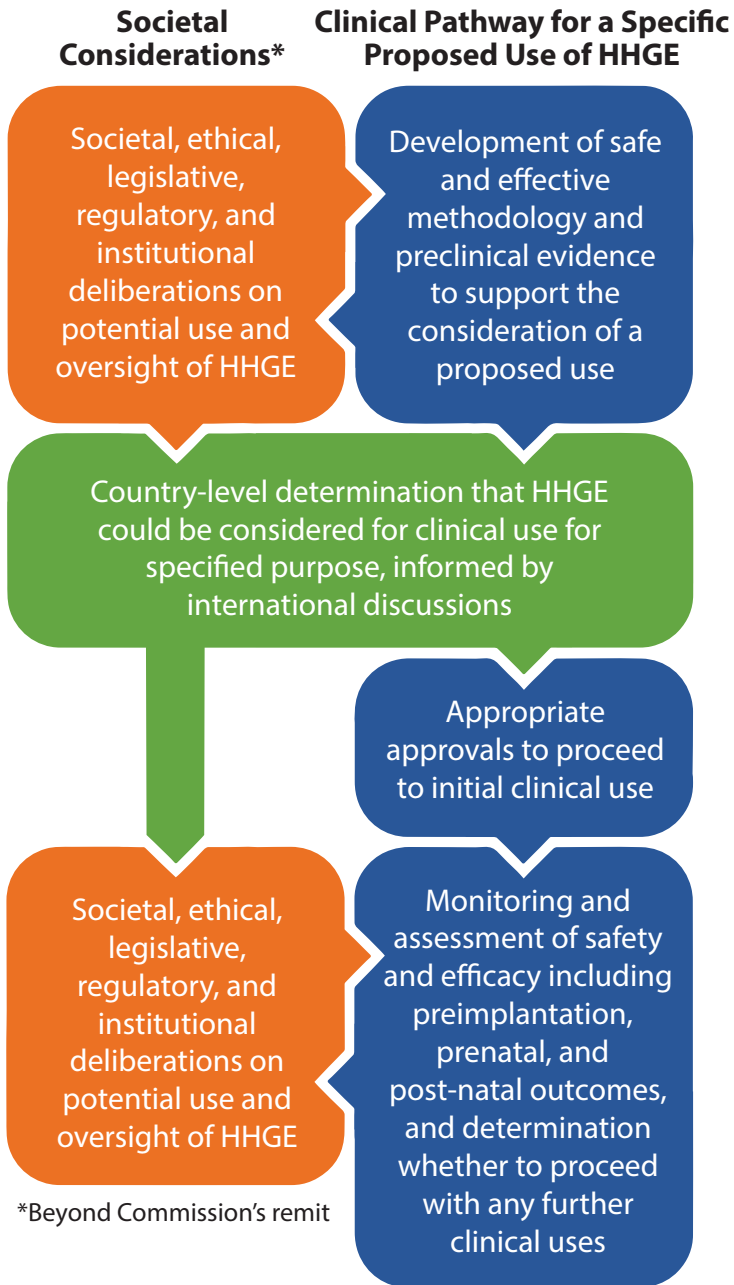 Societal
Considerations*
Clinical Pathway for a Specific
Proposed Use of HHGE
Societal, ethical,
legislative,
regulatory, and
institutional
deliberations on
potential use and
oversight of HHGE
Development of safe
and effective
methodology and
preclinical evidence
to support the
consideration of a
proposed use
Country-level determination that HHGE
could be considered for clinical use for
specified purpose, informed by
international discussions
Appropriate
approvals to proceed
to initial clinical use
Societal, ethical,
legislative,
regulatory, and
institutional
deliberations on
potential use and
oversight of HHGE
Monitoring and
assessment of safety
and efficacy including
preimplantation,
prenatal, and
post-natal outcomes,
and determination
whether to proceed
with any further
clinical uses
*Beyond Commission's remit